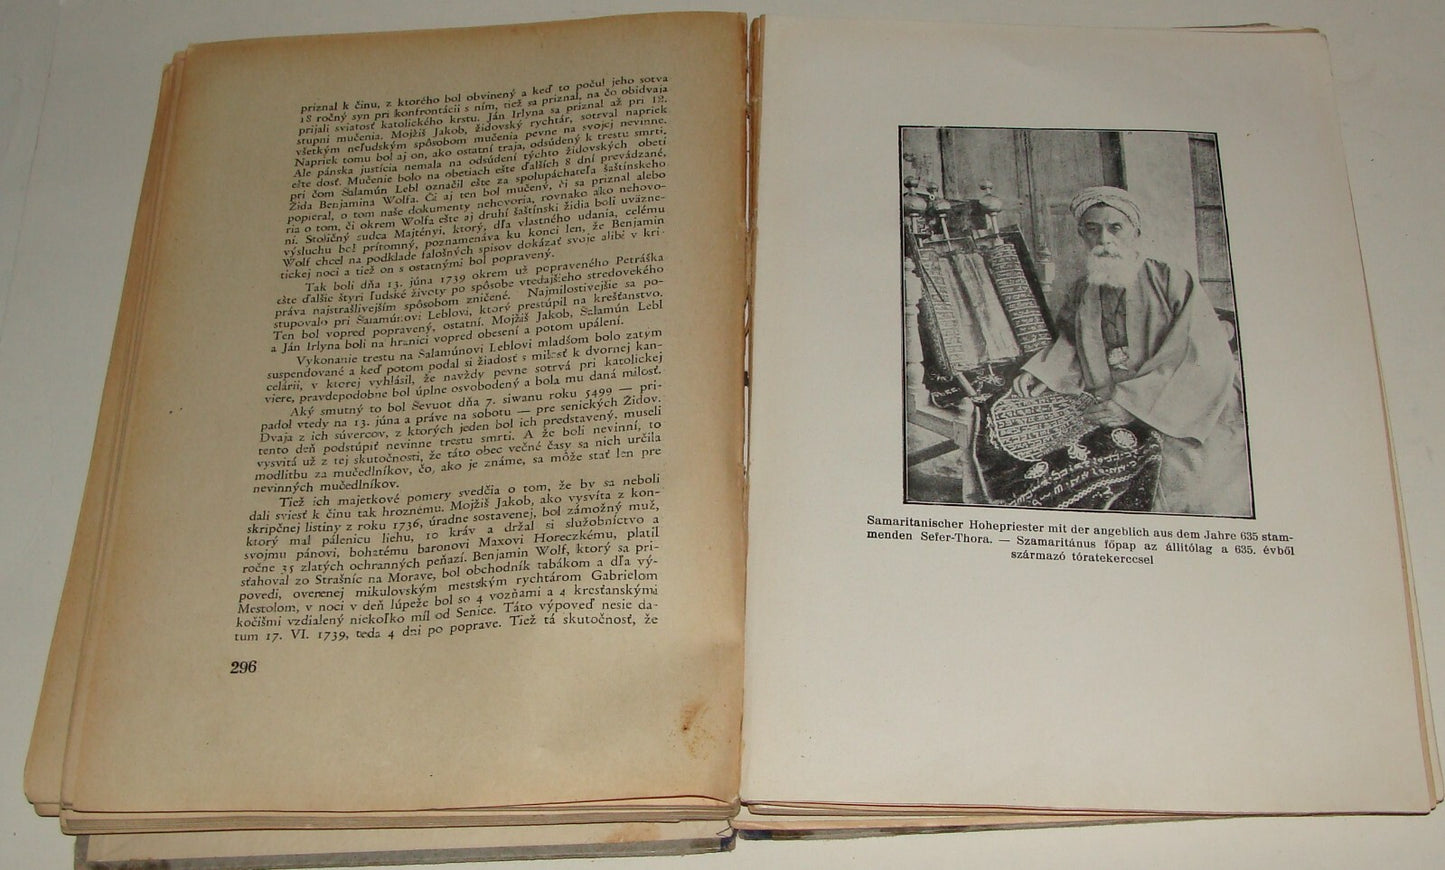 priznal k činu, z ktorého bol obvinený a keď to počul jeho sotva
18 ročný syn pri konfrontácii s ním, tiež sa priznal, na čo obidvaja
prijali sviatosť katolického krstu. Ján Irlyna sa priznal až pri 12.
stupni mučenia. Mojžiš Jakob, židovský rychtár, sotrval napriek
všetkým neľudským spôsobom mučenia pevne na svojej nevinne.
Napriek tomu bol aj on, ako ostatní traja, odsúdený k trestu smrti.
Ale pánska justícia nemala na odsúdení týchto židovských obetí
ešte dosť. Mučenie bolo na obetiach ešte ďalších 8 dní prevádzané,
pri čom Šalamún Lebl označil ešte za spolupáchateľa šaštínskeho
Žida Benjamina Wolfa. Či aj ten bol mučený, či sa priznal alebo
popieral, o tom naše dokumenty nehovoria, rovnako ako nehovo-
ria o tom, či okrem Wolfa ešte aj druhí šaštínski židia boli uväzne-
ní. Stoličný sudca Majtényi, ktorý, dľa vlastného udania, celému
výsluchu bol prítomný, poznamenáva ku konci len, že Benjamin
Wolf chcel na podklade falošných spisov dokázať svoje alibi v kri-
tickej noci a tiež on s ostatnými bol popravený.
Tak boli dňa 13. júna 1739 okrem už popraveného Petráška
ešte ďalšie štyri ľudské životy po spôsobe vtedajšieho stredovekého
práva najstrašlivejším spôsobom zničené. Najmilostivejšie sa po-
stupovalo pri Šalamúnovi Leblovi, ktorý prestúpil na kresťanstvo.
Ten bol vopred popravený, ostatní. Mojžiš Jakob, Šalamún Lebl
a Ján Irlyna boli na hranici vopred obesení a potom upálení.
Vykonanie trestu na Šalamúnovi Leblovi mladšom bolo zatým
suspendované a keď potom podal si žiadosť s milosť k dvornej kan-
celárii, v ktorej vyhlásil, že navždy pevne sotrvá pri katolickej
viere, pravdepodobne bol úplne osvobodený a bola mu daná milosť.
Aký smutný to bol Ševuot dňa 7. siwanu roku 5499 — pri-
padol vtedy na 13. júna a práve na sobotu — pre senických Židov.
Dvaja z ich súvercov, z ktorých jeden bol ich predstavený, museli
tento deň podstúpiť nevinne trestu smrti. A že boli nevinní, to
vysvitá už z tej skutočnosti, že táto obec večné časy sa nich určila
modlitbu za mučedlníkov, čo, ako je známe, sa môže stať len pre
nevinných mučedlníkov.
Tiež ich majetkové pomery svedčia o tom, že by sa neboli
dali sviesť k činu tak hroznému. Mojžiš Jakob, ako vysvíta z kon-
skripčnej listiny z roku 1736, úradne sostavenej, bol zámožný muž,
ktorý mal pálenicu liehu, 10 kráv a držal si služobníctvo a
svojmu pánovi, bohatému baronovi Maxovi Horeczkému, platil
ročne 35 zlatých ochranných peňazí. Benjamin Wolf, ktorý sa pri-
sťahoval zo Strašníc na Morave, bol obchodník tabákom a dľa vý-
povedi, overenej mikulovským mestským rychtárom Gabrielom
Mestolom, v noci v deň lúpeže bol so 4 vozňami a 4 kresťanskými
kočišmi vzdialený niekoľko míľ od Senice. Táto výpoveď nesie da-
tum 17. VI. 1739, teda 4 dni po poprave. Tiež tá skutočnosť, že
296
Samaritanischer Hohepriester mit der angeblich aus dem Jahre 635 stam-
menden Sefer-Thora. — Szamaritánus főpap az állitólag a 635. évből
származó tóratekerccsel